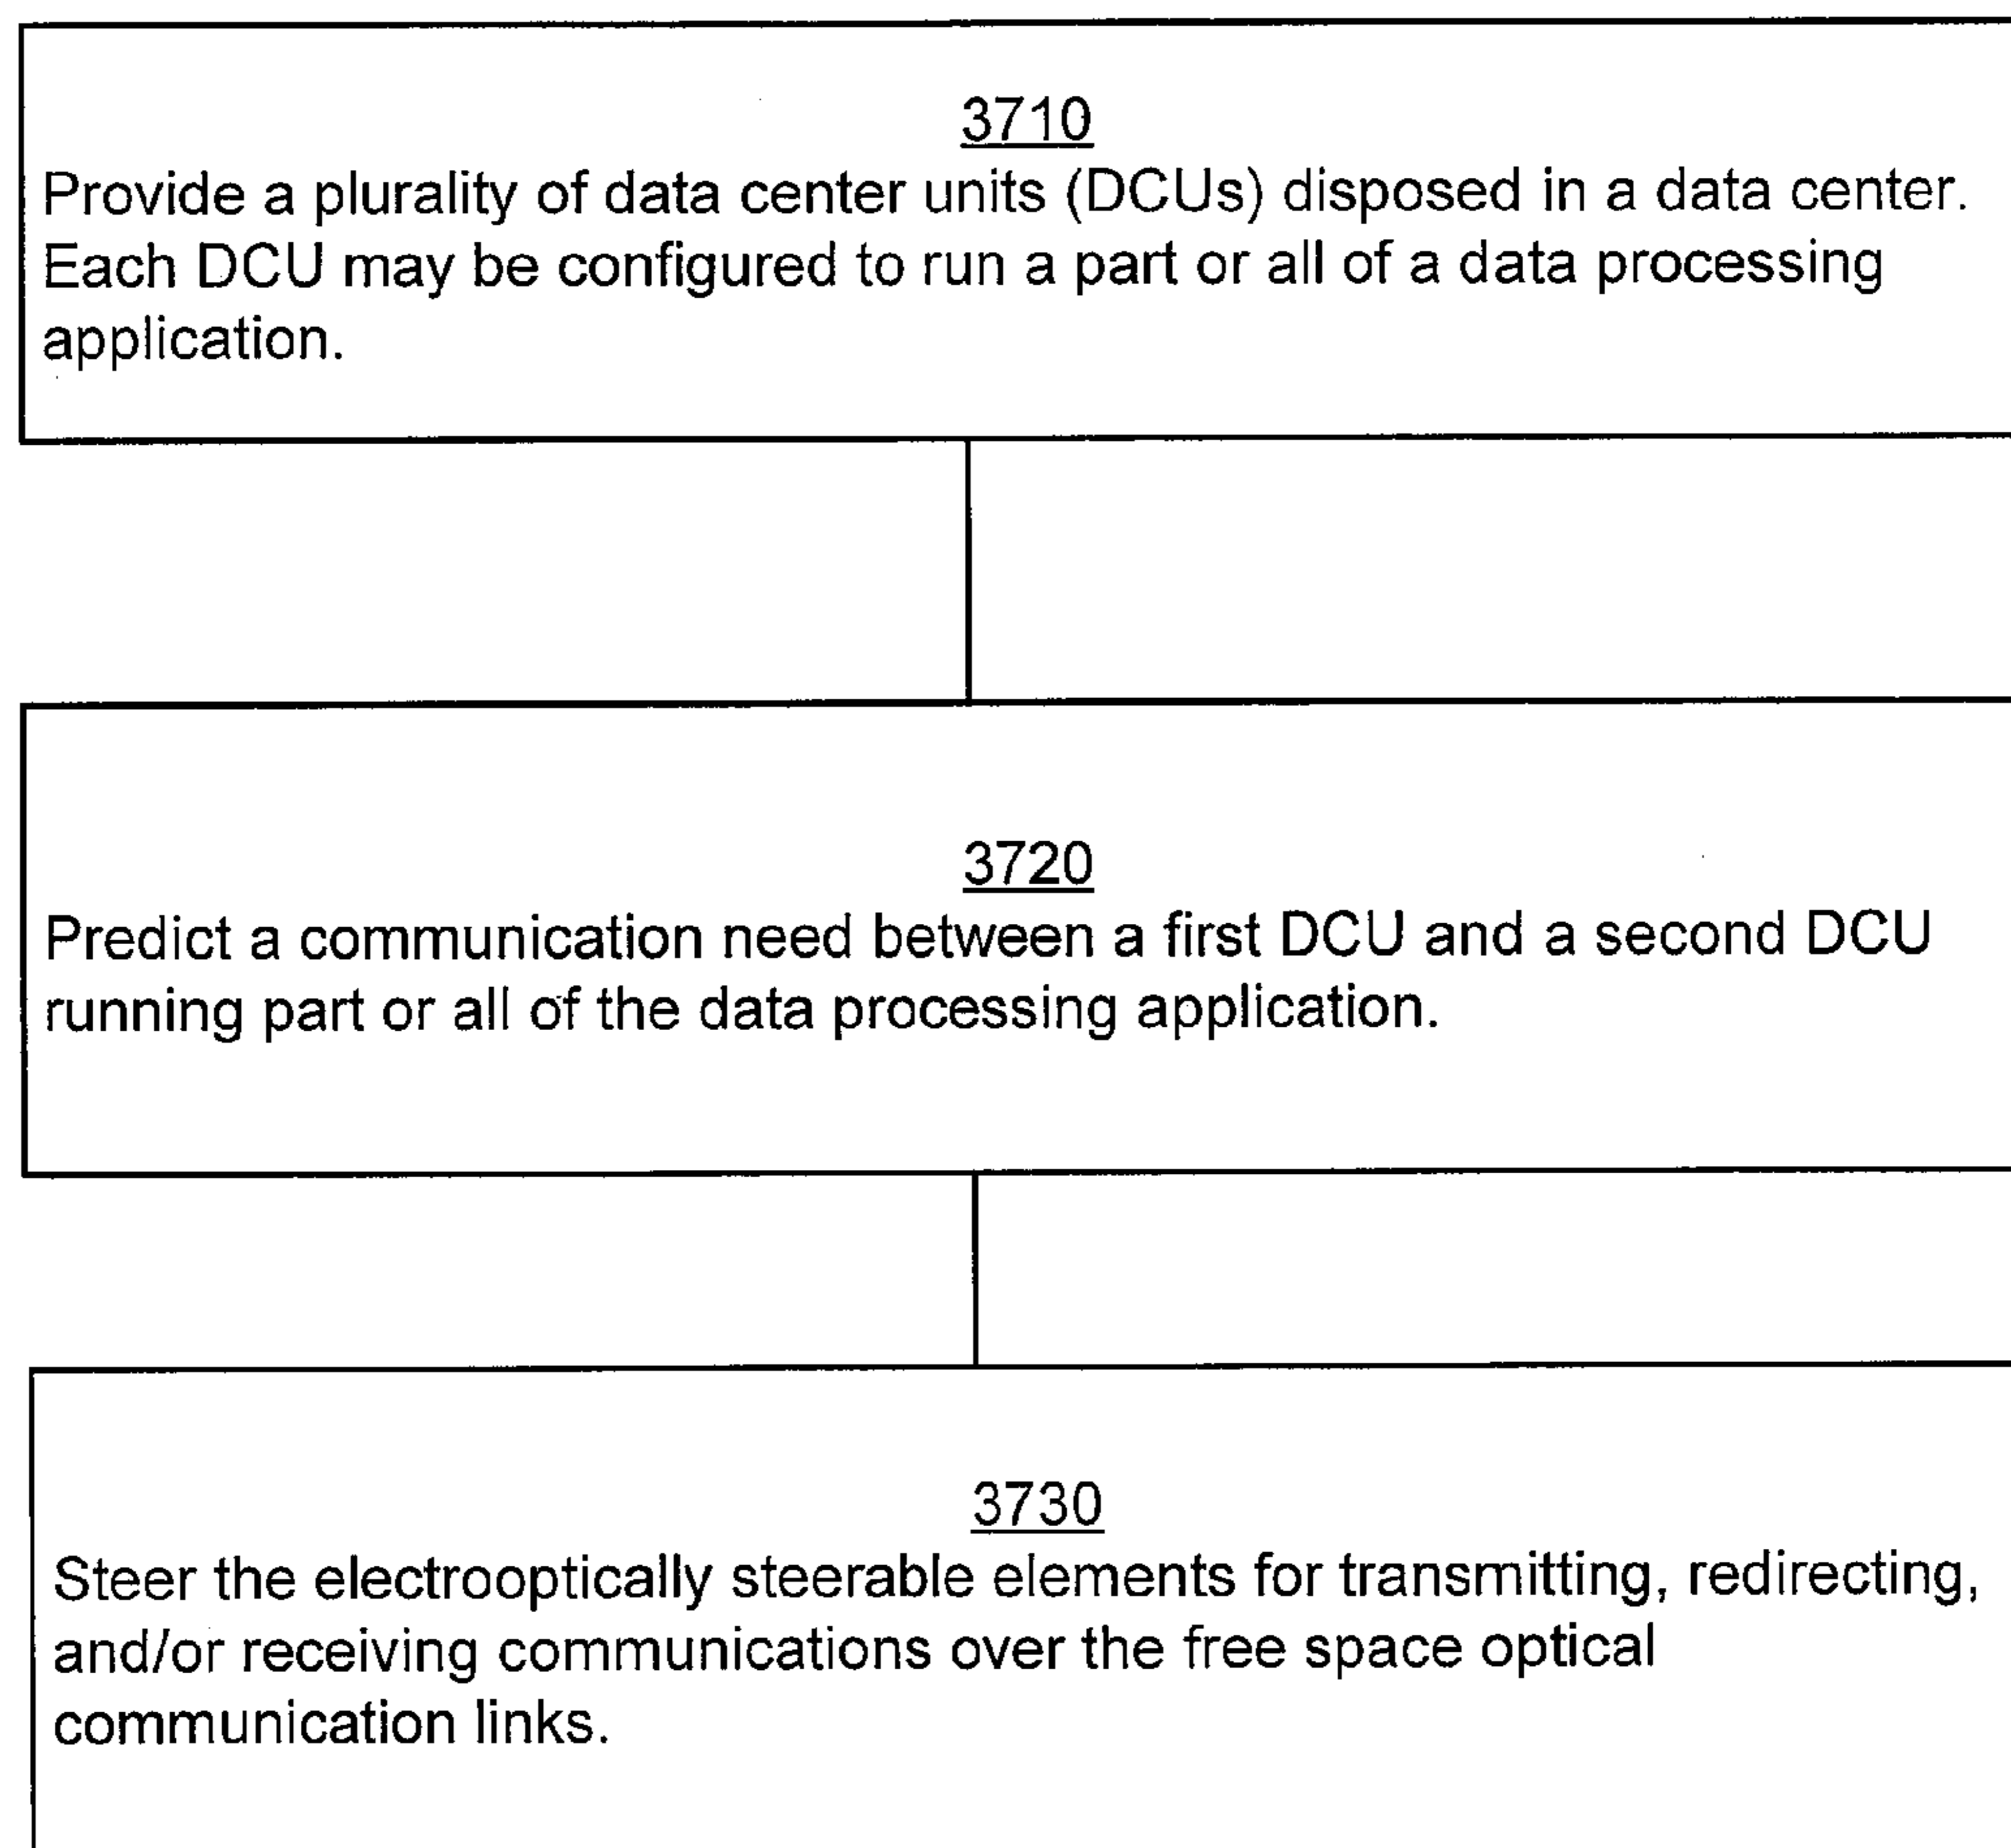 3710
Provide a plurality of data center units (DCUs) disposed in a data center.
Each DCU may be configured to run a part or all of a data processing
application.
3720
Predict a communication need between a first DCU and a second DCU
running part or all of the data processing application.
3730
Steer the electrooptically steerable elements for transmitting, redirecting,
and/or receiving communications over the free space optical
communication links.